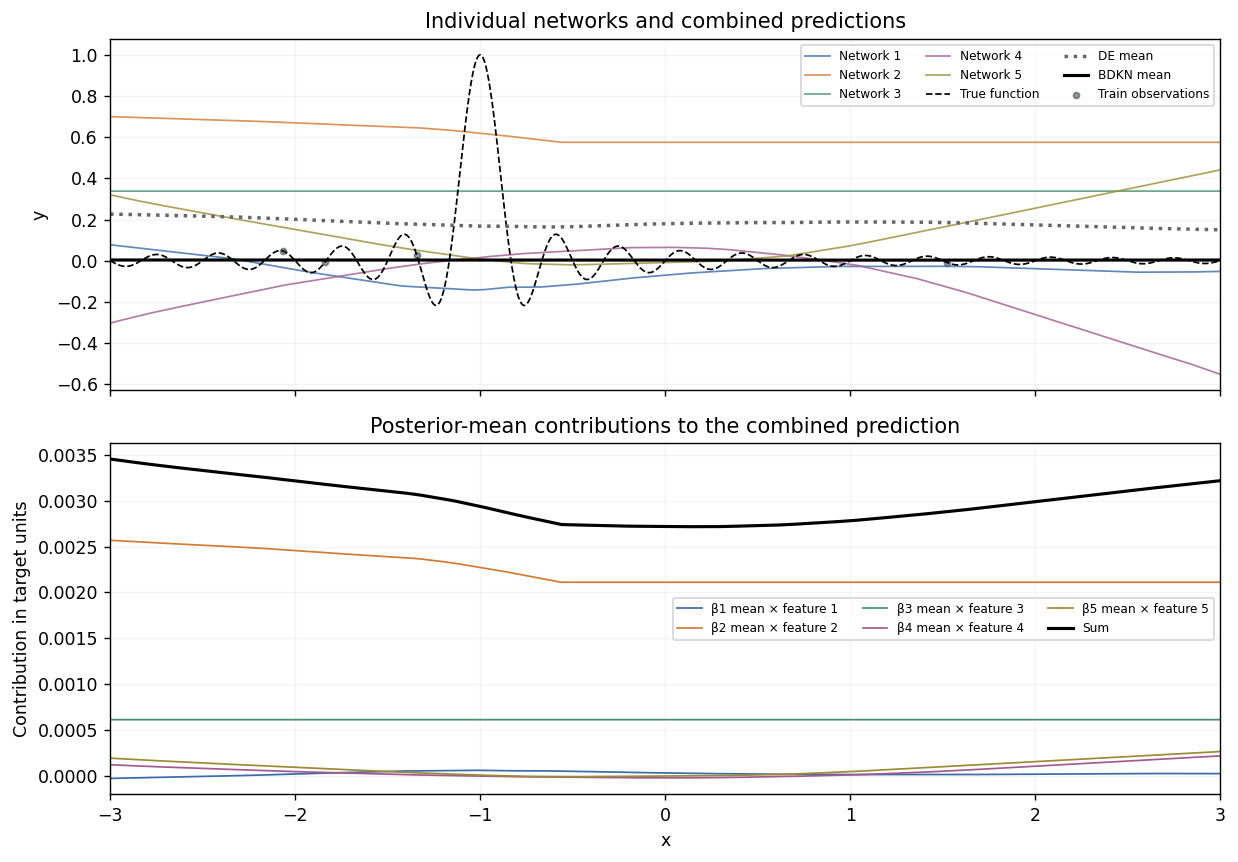 Individual networks and combined predictions
1.0
0.8
0.6
0.4
0.2
0.0
−0.2
−0.4
−0.6
y
Network 1
Network 2
Network 3
Network 4
Network 5
True function
DE mean
BDKN mean
Train observations
Posterior-mean contributions to the combined prediction
0.0035
0.0030
0.0025
0.0020
0.0015
0.0010
0.0005
0.0000
Contribution in target units
β1 mean × feature 1
β2 mean × feature 2
β3 mean × feature 3
β4 mean × feature 4
β5 mean × feature 5
Sum
−3 −2 −1 0 1 2 3
x